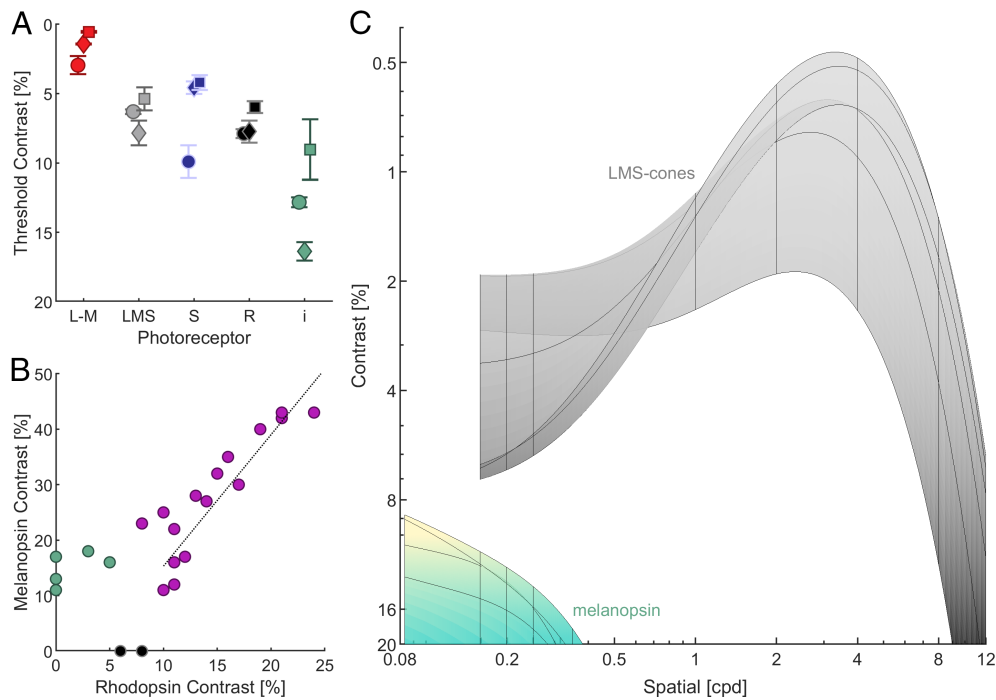 A
Threshold Contrast [%]
0
5
10
15
20
L-M LMS S R i
Photoreceptor
B
Melanopsin Contrast [%]
50
40
30
20
10
0
0 5 10 15 20 25
Rhodopsin Contrast [%]
C
Contrast [%]
0.5
1
2
4
8
16
20
LMS-cones
melanopsin
0.08 0.2 0.5 1 2 4 8 12
Spatial [cpd]